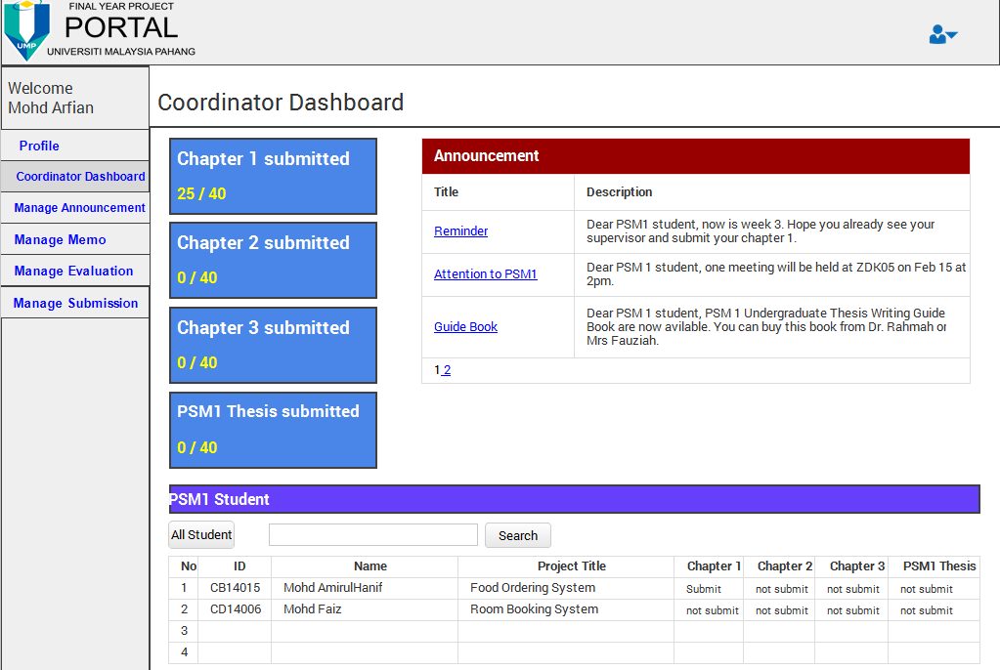 FINAL YEAR PROJECT
PORTAL
UMP
UNIVERSITI MALAYSIA PAHANG
Welcome
Mohd Arfian
Profile
Coordinator Dashboard
Manage Announcement
Manage Memo
Manage Evaluation
Manage Submission
Coordinator Dashboard
Chapter 1 submitted
25 / 40
Chapter 2 submitted
0 / 40
Chapter 3 submitted
0 / 40
PSM1 Thesis submitted
0 / 40
Announcement
Title Description
Reminder
Dear PSM1 student, now is week 3. Hope you already see your
supervisor and submit your chapter 1.
Attention to PSM1
Dear PSM 1 student, one meeting will be held at ZDK05 on Feb 15 at
2pm.
Guide Book
Dear PSM 1 student, PSM 1 Undergraduate Thesis Writing Guide
Book are now avilable. You can buy this book from Dr. Rahmah or
Mrs Fauziah.
1 2
PSM1 Student
All Student Search
No ID Name Project Title Chapter 1 Chapter 2 Chapter 3 PSM1 Thesis
1 CB14015 Mohd AmirulHanif Food Ordering System Submit not submit not submit not submit
2 CD14006 Mohd Faiz Room Booking System not submit not submit not submit not submit
3
4